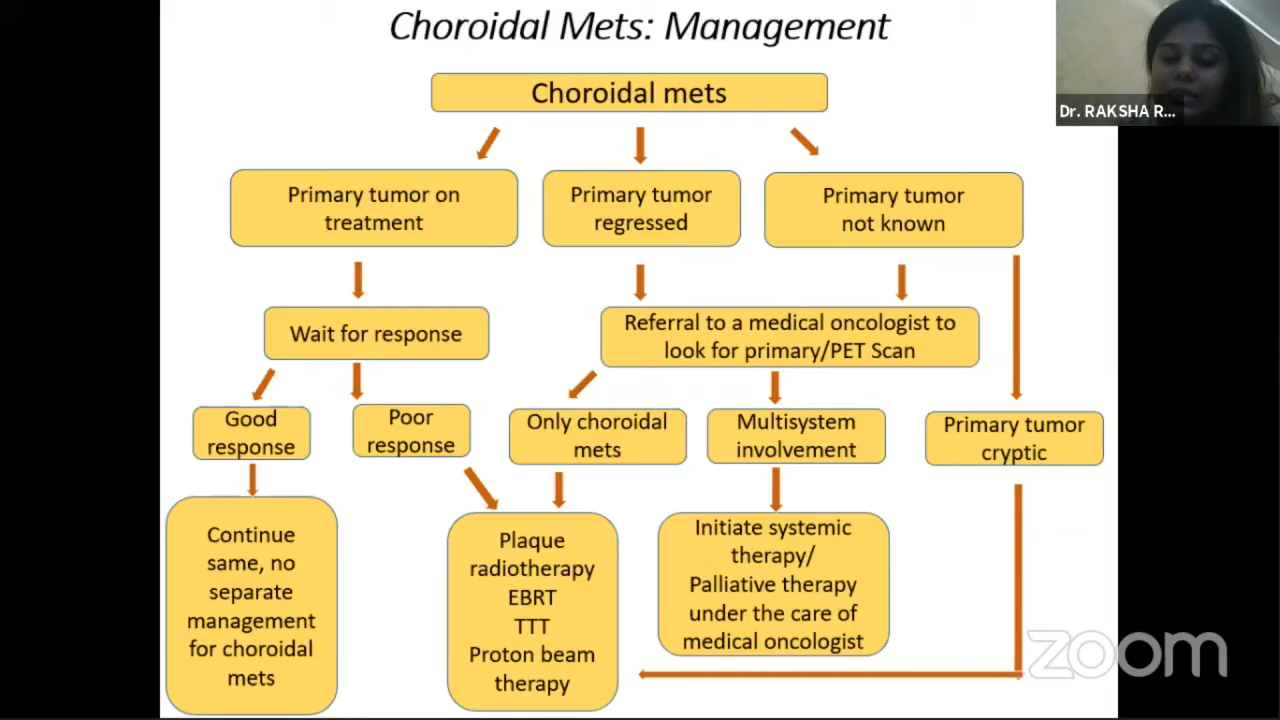 Choroidal Mets: Management
Dr. RAKSHA R...
Choroidal mets
Primary tumor on
treatment
Primary tumor
regressed
Primary tumor
not known
Wait for response
Referral to a medical oncologist to
look for primary/PET Scan
Good
response
Poor
response
Only choroidal
mets
Multisystem
involvement
Primary tumor
cryptic
Continue
same, no
separate
management
for choroidal
mets
Plaque
radiotherapy
EBRT
TTT
Proton beam
therapy
Initiate systemic
therapy/
Palliative therapy
under the care of
medical oncologist
zoom